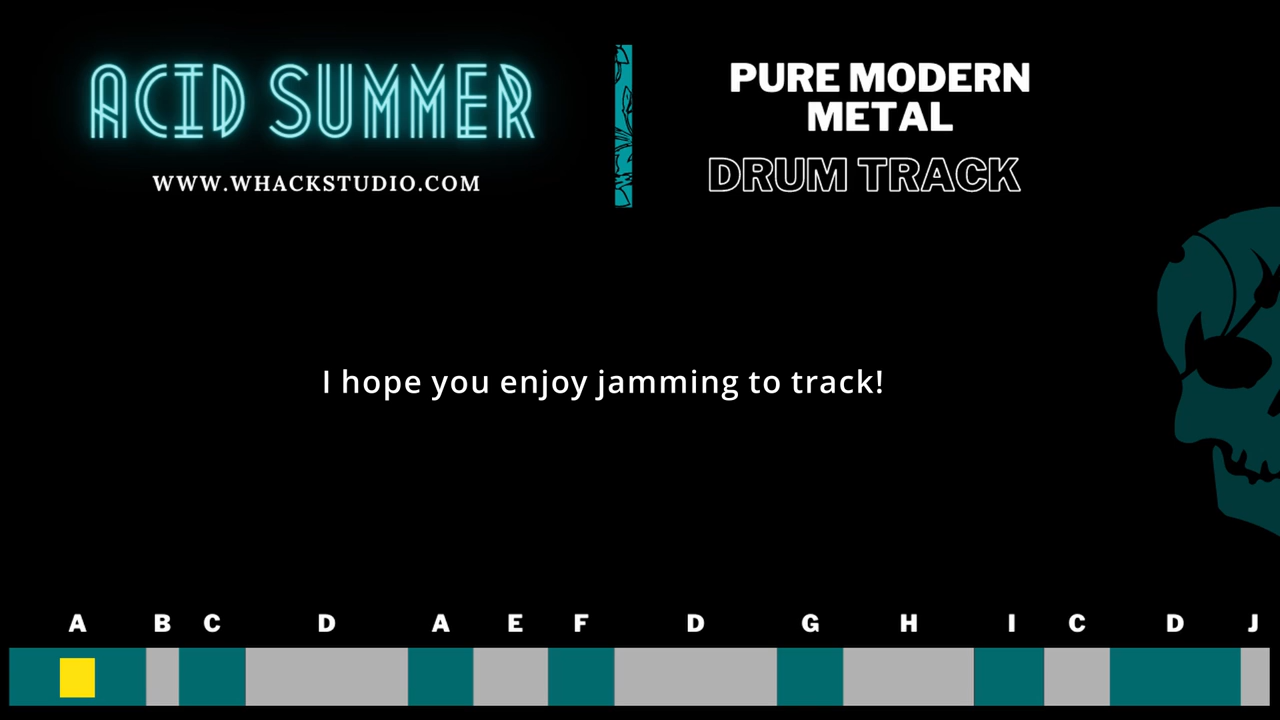 ACID SUMMER
WWW.WHACKSTUDIO.COM
PURE MODERN
METAL
DRUM TRACK
I hope you enjoy jamming to track!
A B C D A E F D G H I C D J